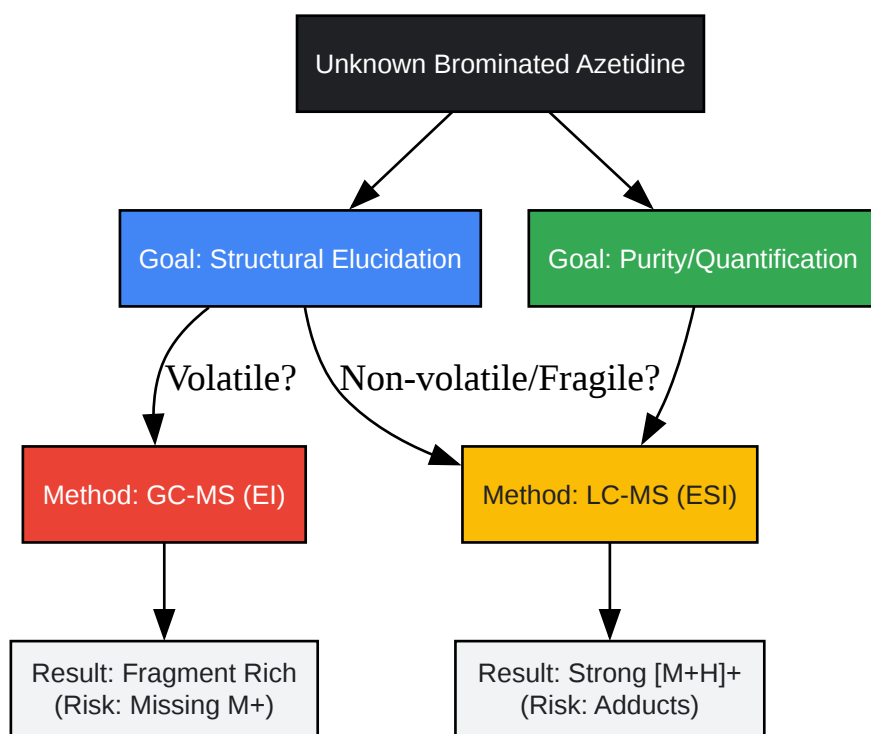 Unknown Brominated Azetidine
Goal: Structural Elucidation
Goal: Purity/Quantification
Volatile?
Non-volatile/Fragile?
Method: GC-MS (EI)
Method: LC-MS (ESI)
Result: Fragment Rich
(Risk: Missing M+)
Result: Strong [M+H]+
(Risk: Adducts)